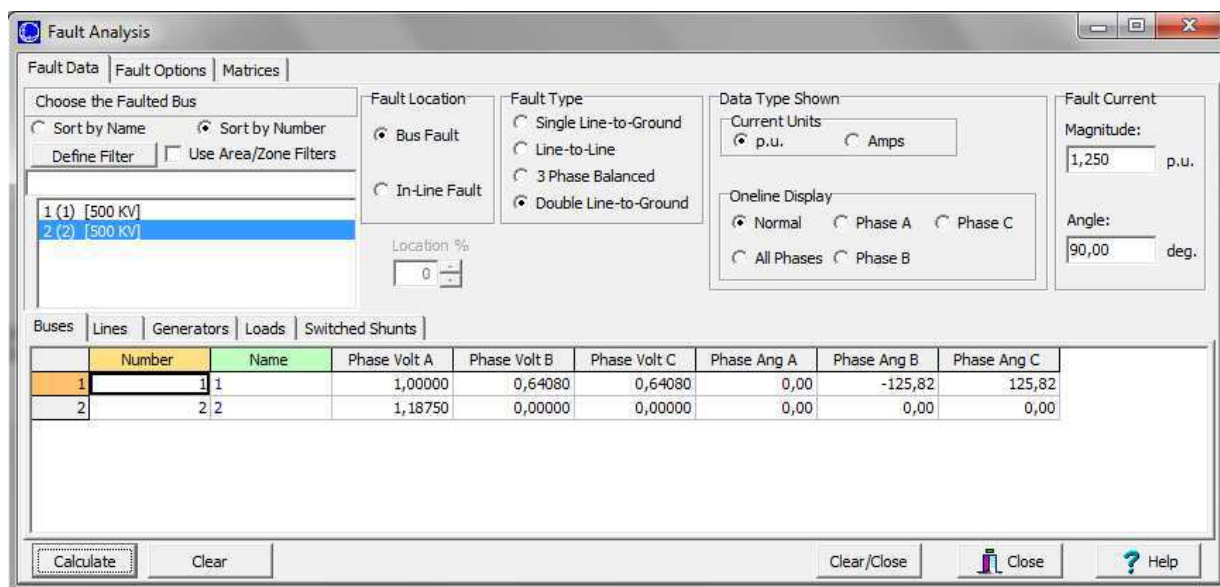 Fault Analysis
Fault Data Fault Options Matrices
Choose the Faulted Bus
Sort by Name Sort by Number
Define Filter Use Area/Zone Filters
1 (1) [500 KV]
2 (2) [500 KV]
Fault Location
Bus Fault
In-Line Fault
Location %
0
Fault Type
Single Line-to-Ground
Line-to-Line
3 Phase Balanced
Double Line-to-Ground
Data Type Shown
Current Units
p.u. Amps
Oneline Display
Normal Phase A Phase C
All Phases Phase B
Fault Current
Magnitude:
1,250 p.u.
Angle:
90,00 deg.
Buses Lines Generators Loads Switched Shunts
Number Name Phase Volt A Phase Volt B Phase Volt C Phase Ang A Phase Ang B Phase Ang C
1 1 1 1,00000 0,64080 0,64080 0,00 -125,82 125,82
2 2 2 1,18750 0,00000 0,00000 0,00 0,00 0,00
Calculate Clear Clear/Close Close ? Help